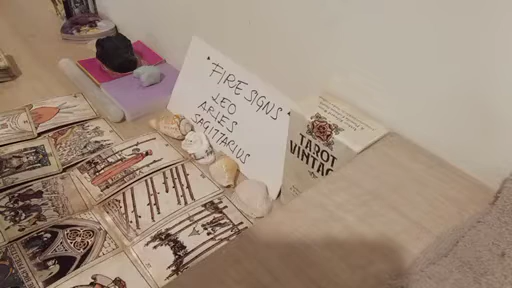 FIRE SIGNS
LEO
ARIES
SAGITTARIUS
TAROT
VINTAG